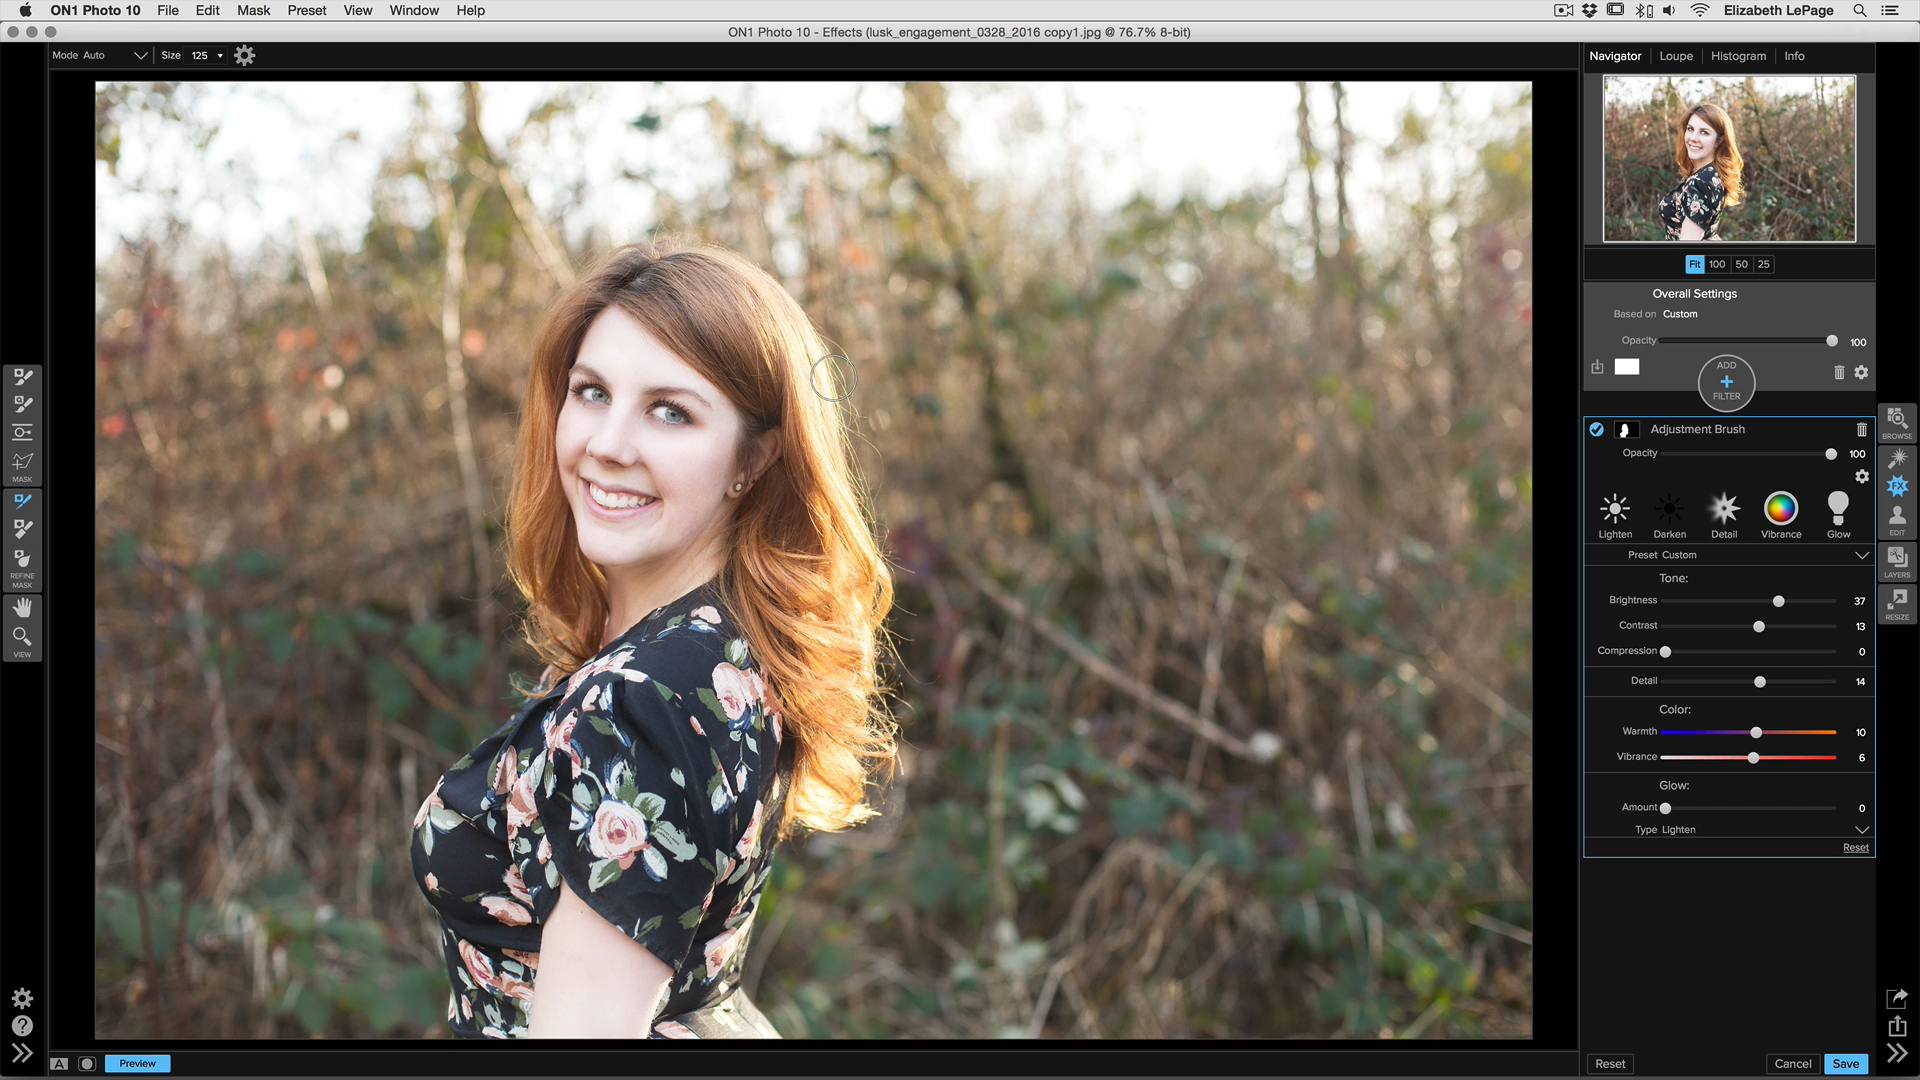 ON1 Photo 10 File Edit Mask Preset View Window Help Elizabeth LePage
ON1 Photo 10 - Effects (lusk_engagement_0328_2016 copy1.jpg @ 76.7% 8-bit)
Mode Auto Size 125
Navigator Loupe Histogram Info
Fit 100 50 25
Overall Settings
Based on Custom
Opacity 100
ADD
+
FILTER
Adjustment Brush
Opacity 100
Lighten Darken Detail Vibrance Glow
Preset Custom
Tone:
Brightness 37
Contrast 13
Compression 0
Detail 14
Color:
Warmth 10
Vibrance 6
Glow:
Amount 0
Type Lighten
Reset
MASK
REFINE
MASK
VIEW
BROWSE
FX
EDIT
LAYERS
RESIZE
?
A
Preview
Reset Cancel Save